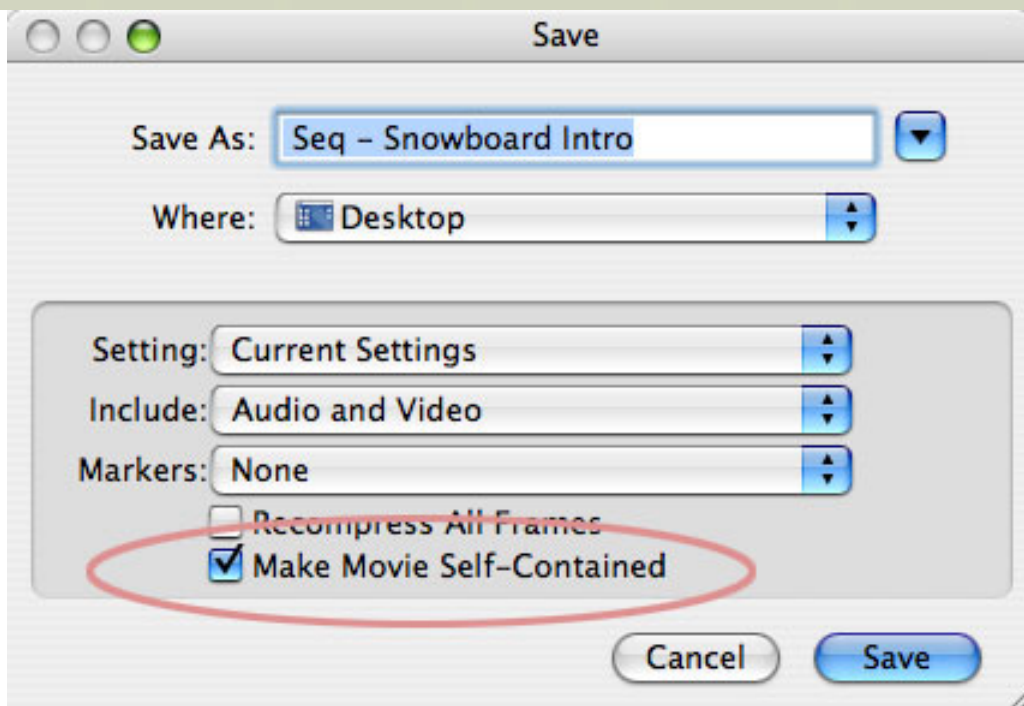 Save
Save As: Seq – Snowboard Intro
Where: Desktop
Setting: Current Settings
Include: Audio and Video
Markers: None
Recompress All Frames
Make Movie Self-Contained
Cancel Save